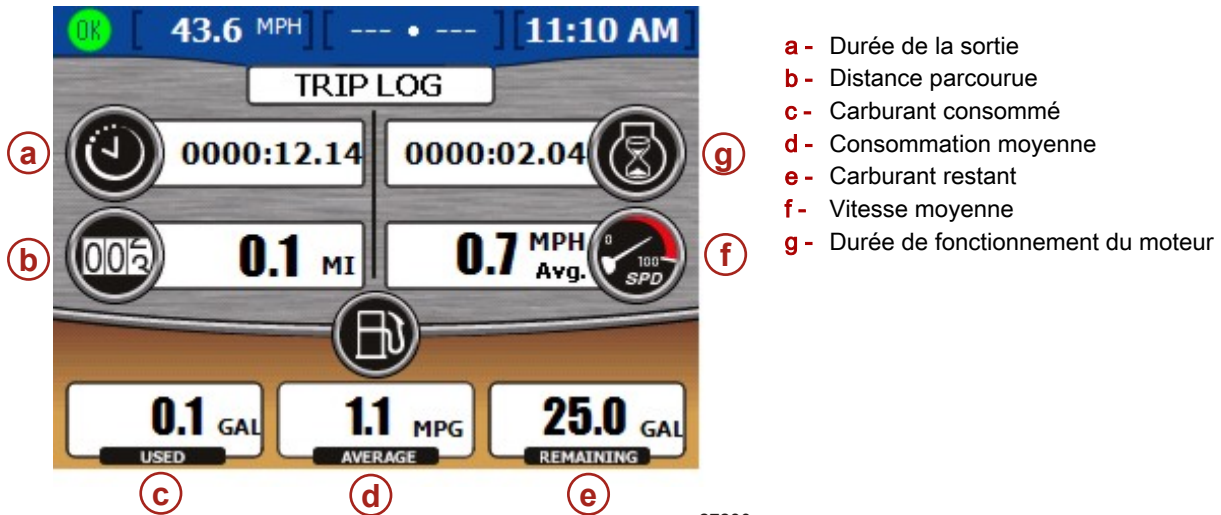 OK [ 43.6 MPH ] [ --- • --- ] [ 11:10 AM ]
TRIP LOG
a 0000:12.14 0000:02.04 g
b 0.1 MI 0.7 MPH Avg. 0 100 SPD f
0.1 GAL 1.1 MPG 25.0 GAL
USED AVERAGE REMAINING
c d e
a - Durée de la sortie
b - Distance parcourue
c - Carburant consommé
d - Consommation moyenne
e - Carburant restant
f - Vitesse moyenne
g - Durée de fonctionnement du moteur